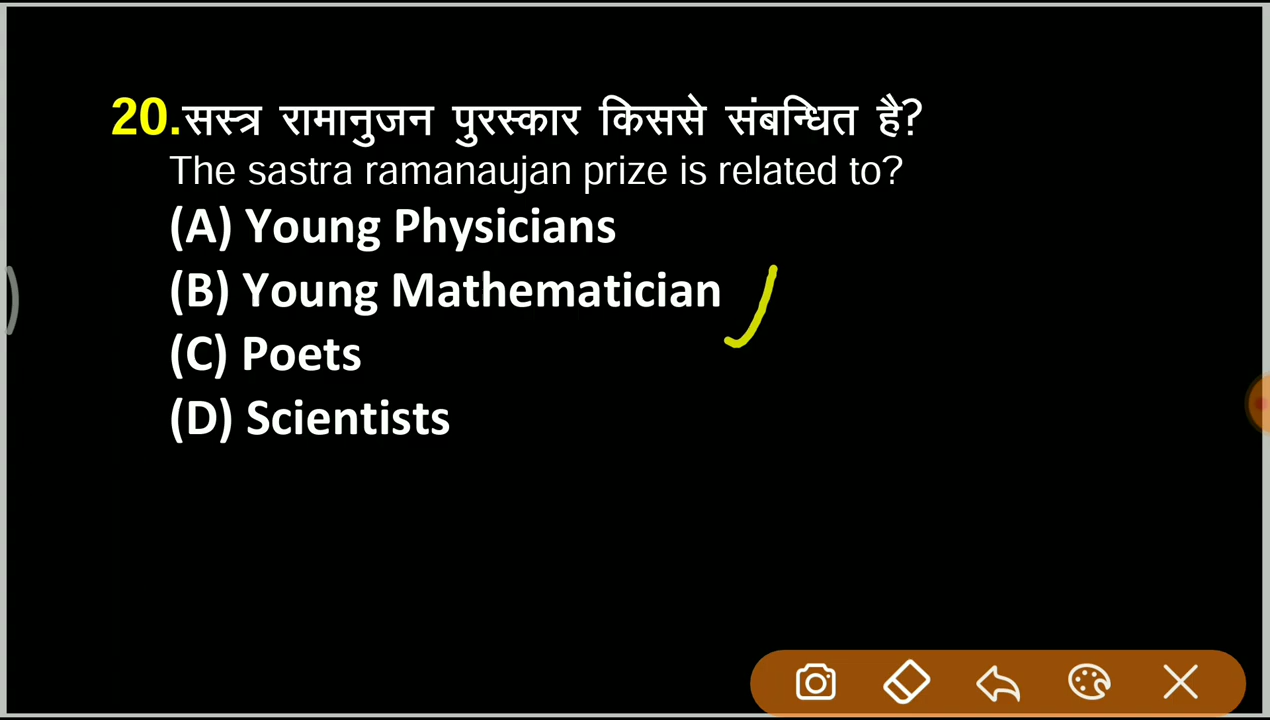 20.सस्त्र रामानुजन पुरस्कार किससे संबन्धित है?
The sastra ramanaujan prize is related to?
(A) Young Physicians
(B) Young Mathematician
(C) Poets
(D) Scientists